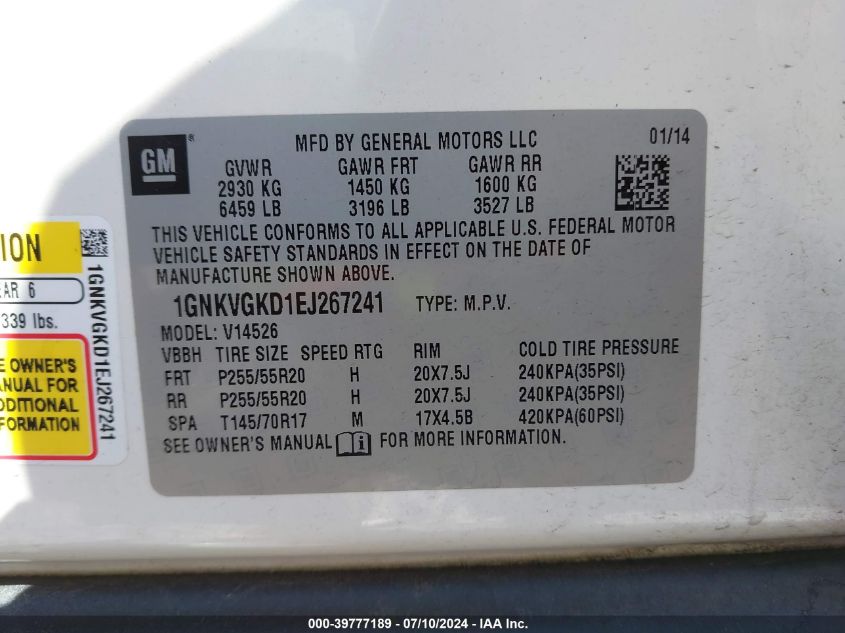 GM ®
MFD BY GENERAL MOTORS LLC 01/14
GVWR GAWR FRT GAWR RR
2930 KG 1450 KG 1600 KG
6459 LB 3196 LB 3527 LB
THIS VEHICLE CONFORMS TO ALL APPLICABLE U.S. FEDERAL MOTOR
VEHICLE SAFETY STANDARDS IN EFFECT ON THE DATE OF
MANUFACTURE SHOWN ABOVE.
1GNKVGKD1EJ267241 TYPE: M.P.V.
MODEL: V14526
VBBH TIRE SIZE SPEED RTG RIM COLD TIRE PRESSURE
FRT P255/55R20 H 20X7.5J 240KPA(35PSI)
RR P255/55R20 H 20X7.5J 240KPA(35PSI)
SPA T145/70R17 M 17X4.5B 420KPA(60PSI)
SEE OWNER'S MANUAL i FOR MORE INFORMATION.
ION
AR 6
339 lbs.
E OWNER'S
ANUAL FOR
DDITIONAL
FORMATION
1GNKVGKD1EJ267241
000-39777189 - 07/10/2024 - IAA Inc.